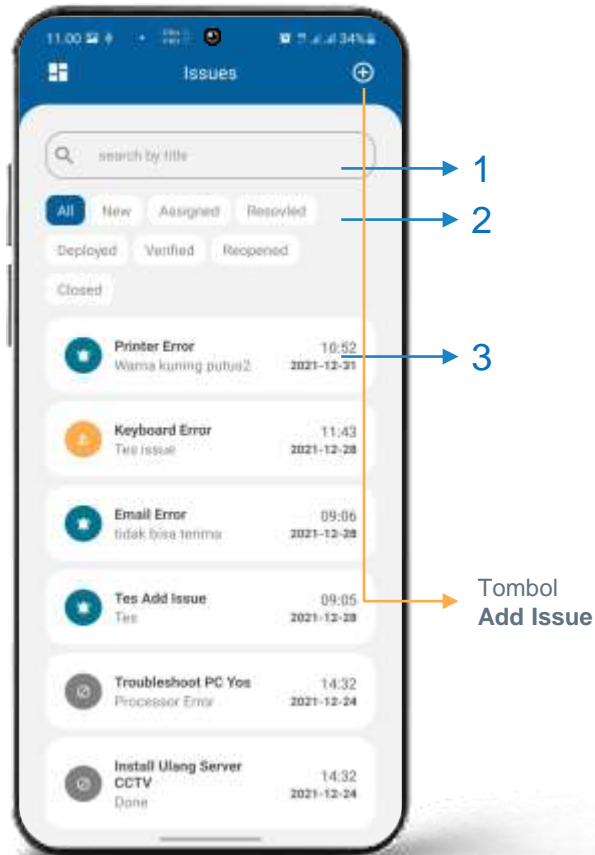 11.00
34%
Issues
search by title
1
All New Assigned Resovled
2
Deployed Verified Reopened
Closed
Printer Error 10:52
Warna kuning putus2 2021-12-31
3
Keyboard Error 11:43
Tes issue 2021-12-28
Email Error 09:06
tidak bisa terima 2021-12-28
Tes Add Issue 09:05
Tes 2021-12-28
Tombol
Add Issue
Troubleshoot PC Yos 14:32
Processor Error 2021-12-24
Install Ulang Server
CCTV 14:32
Done 2021-12-24